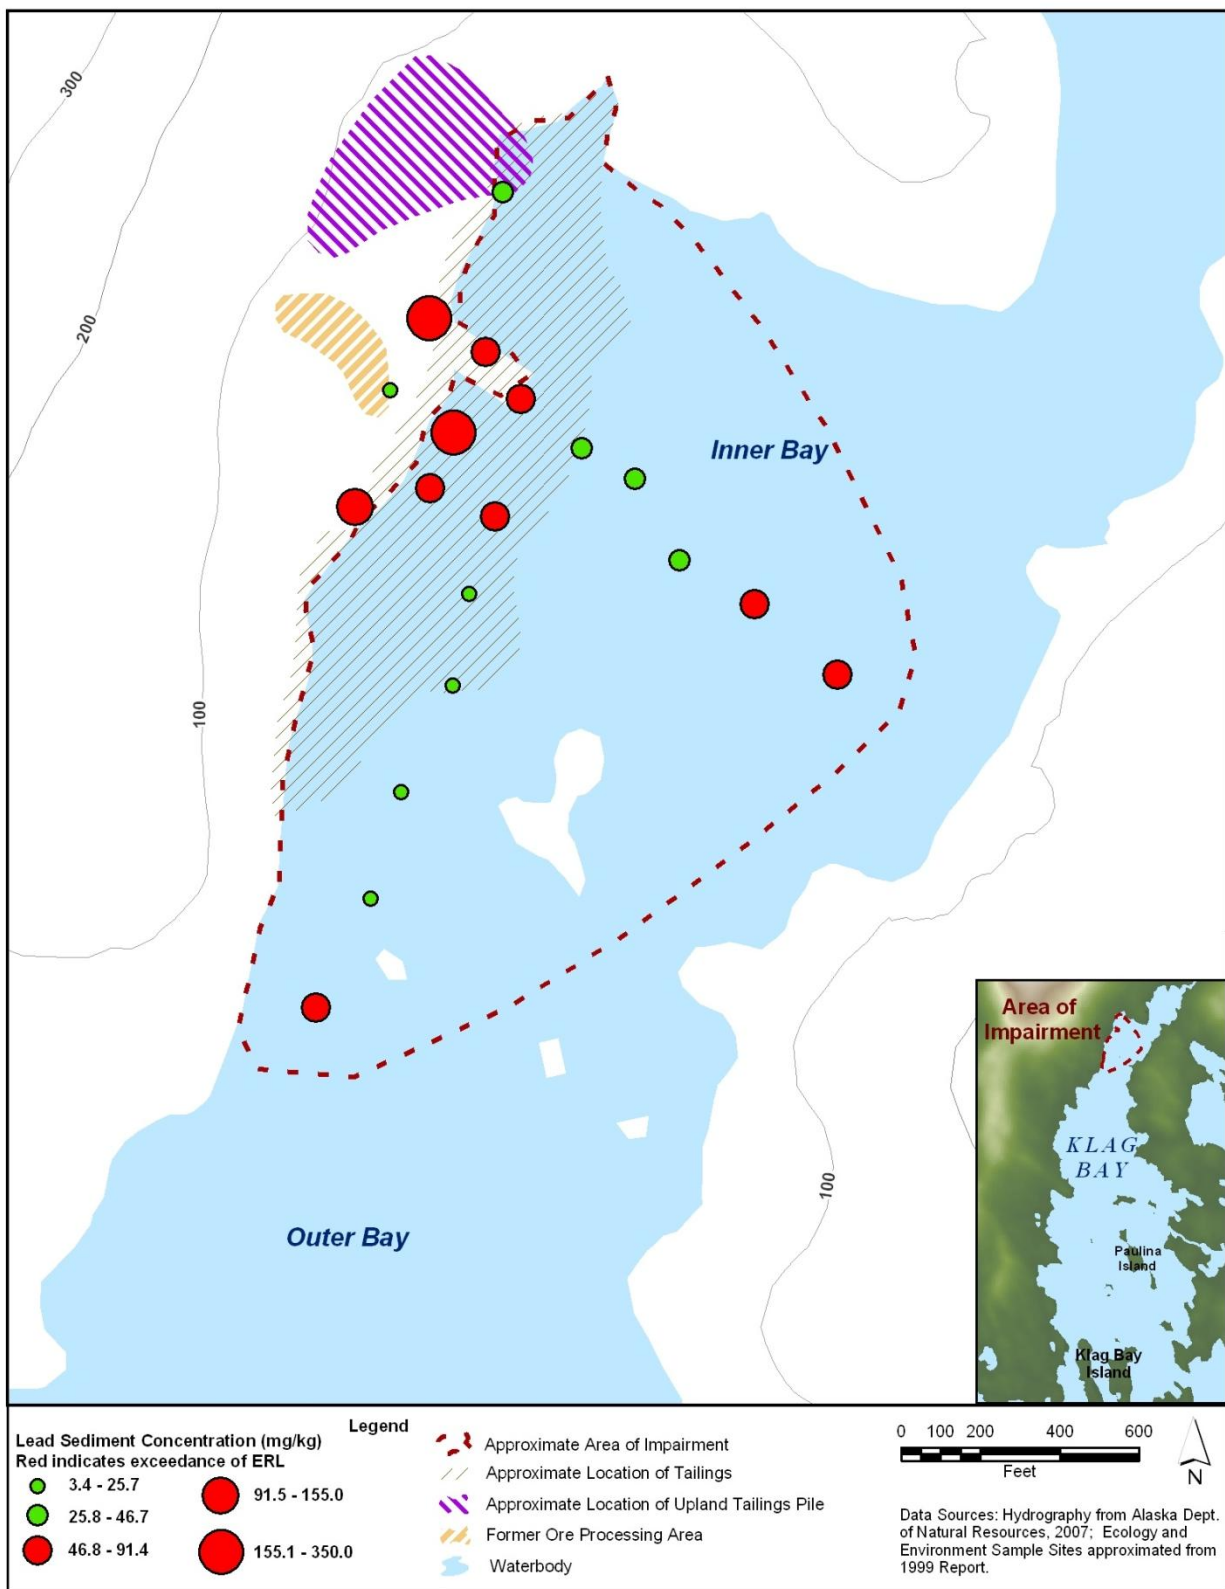 300
200
100
100
Inner Bay
Outer Bay
Area of
Impairment
KLAG
BAY
Paulina
Island
Klag Bay
Island
Legend
Lead Sediment Concentration (mg/kg)
Red indicates exceedance of ERL
3.4 - 25.7
25.8 - 46.7
46.8 - 91.4
91.5 - 155.0
155.1 - 350.0
Approximate Area of Impairment
Approximate Location of Tailings
Approximate Location of Upland Tailings Pile
Former Ore Processing Area
Waterbody
0 100 200 400 600
Feet
N
Data Sources: Hydrography from Alaska Dept.
of Natural Resources, 2007; Ecology and
Environment Sample Sites approximated from
1999 Report.